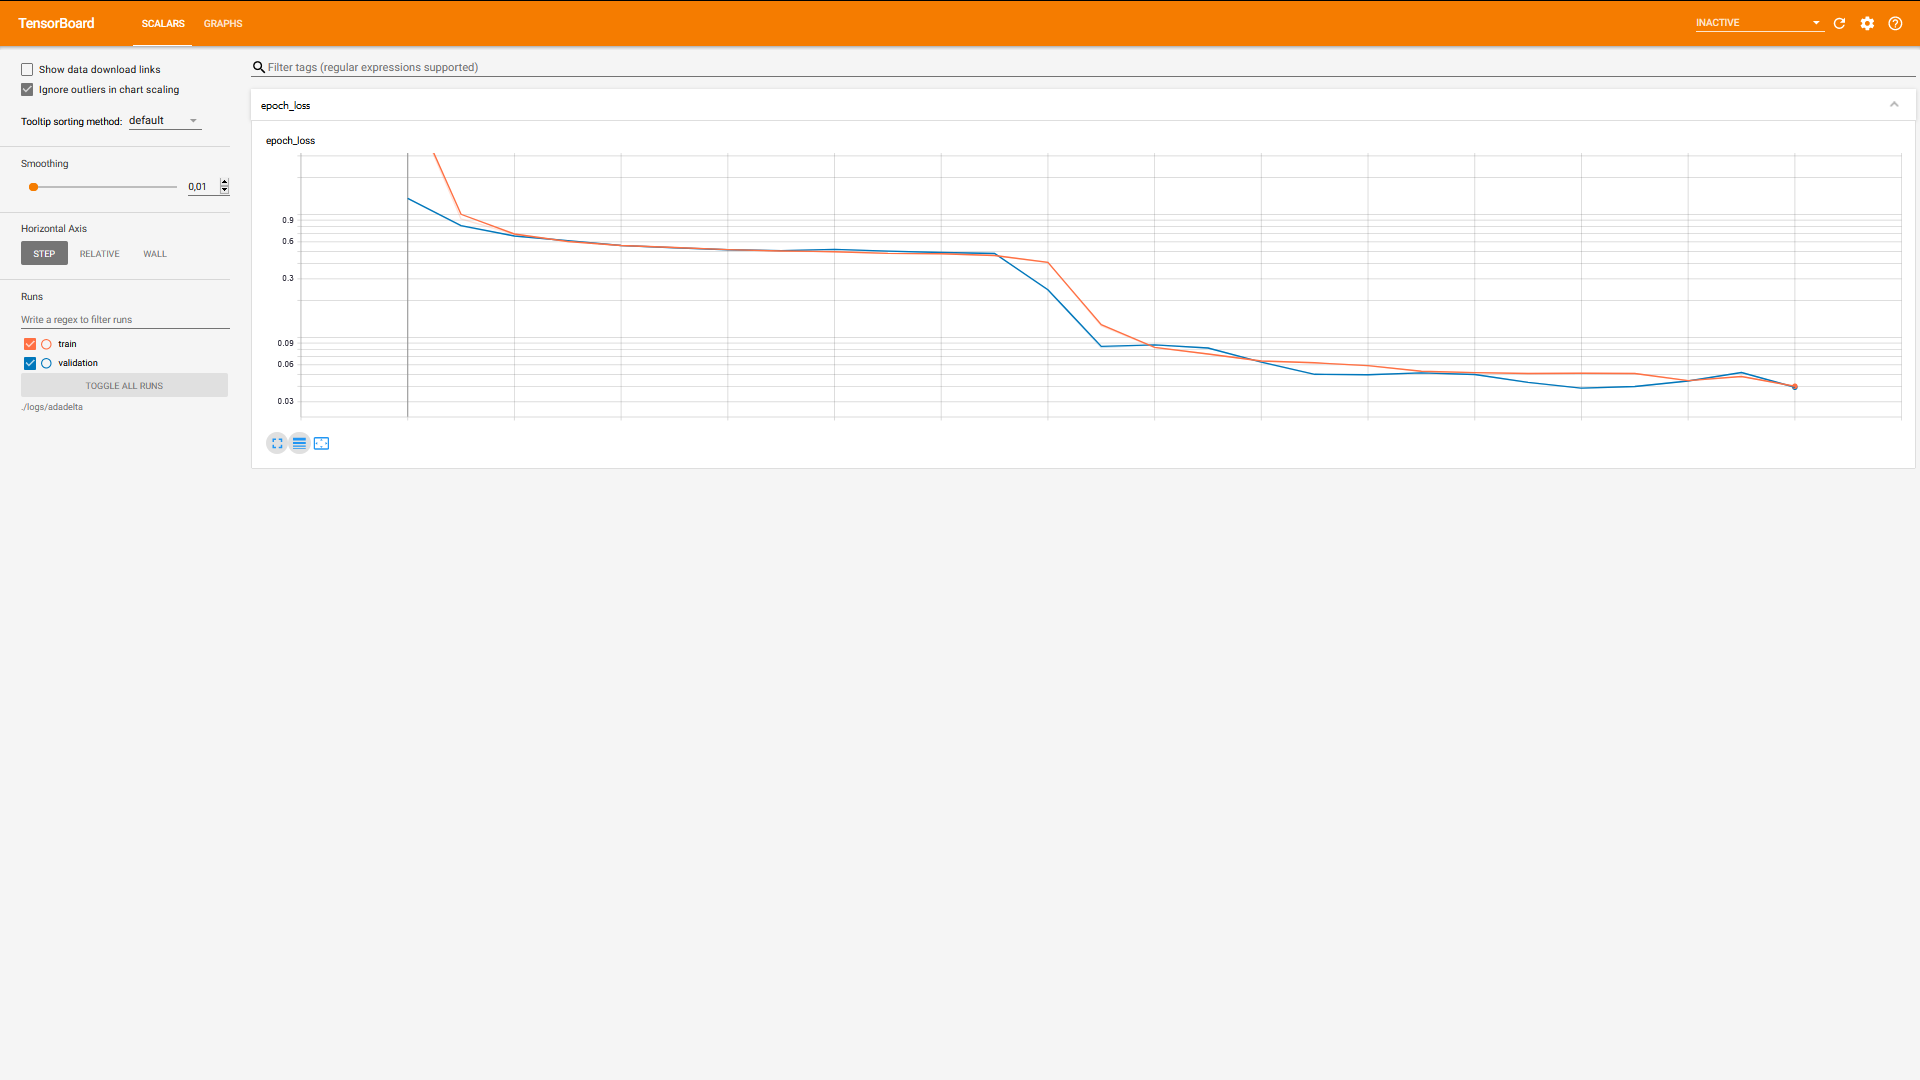 TensorBoard
SCALARS
GRAPHS
INACTIVE
Show data download links
Ignore outliers in chart scaling
Tooltip sorting method: default
Smoothing
0,01
Horizontal Axis
STEP
RELATIVE
WALL
Runs
Write a regex to filter runs
train
validation
TOGGLE ALL RUNS
./logs/adadelta
Filter tags (regular expressions supported)
epoch_loss
epoch_loss
0.9
0.6
0.3
0.09
0.06
0.03